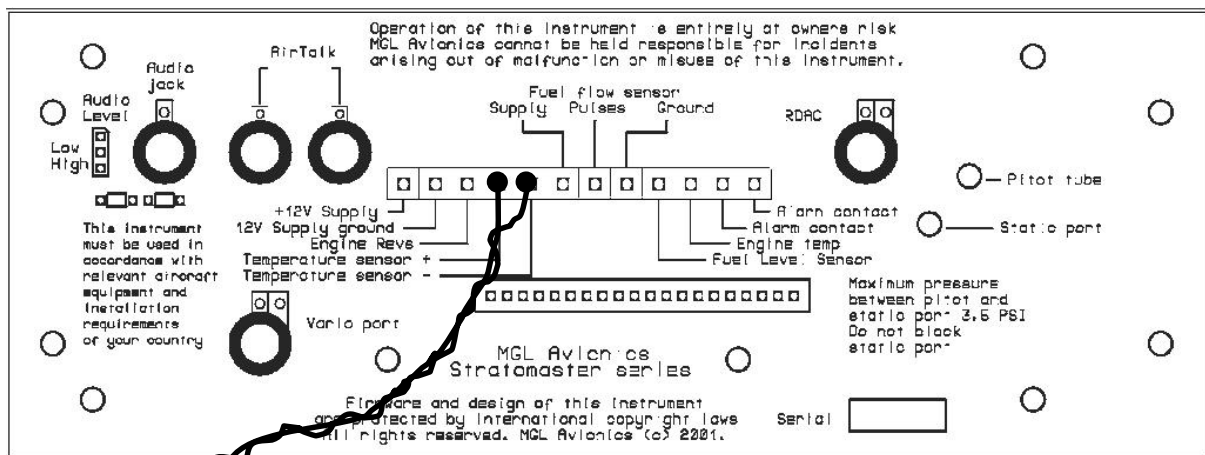 Operation of this instrument is entirely at owners risk
MGL Avionics cannot be held responsible for incidents
arising out of malfunction or misuse of this instrument.
AirTalk
Audio
jack
Audio
Level
Low
High
Fuel flow sensor
Supply Pulses Ground
RDAC
Pitot tube
Static port
+12V Supply
12V Supply ground
Engine Revs
Temperature sensor +
Temperature sensor -
Alarm contact
Alarm contact
Engine temp
Fuel Level Sensor
This instrument
must be used in
accordance with
relevant aircraft
equipment and
installation
requirements
of your country
Vario port
Maximum pressure
between pitot and
static port 3.5 PSI
Do not block
static port
MGL Avionics
Stratomaster series
Firmware and design of this instrument
are protected by international copyright laws
All rights reserved. MGL Avionics (c) 2001.
Serial